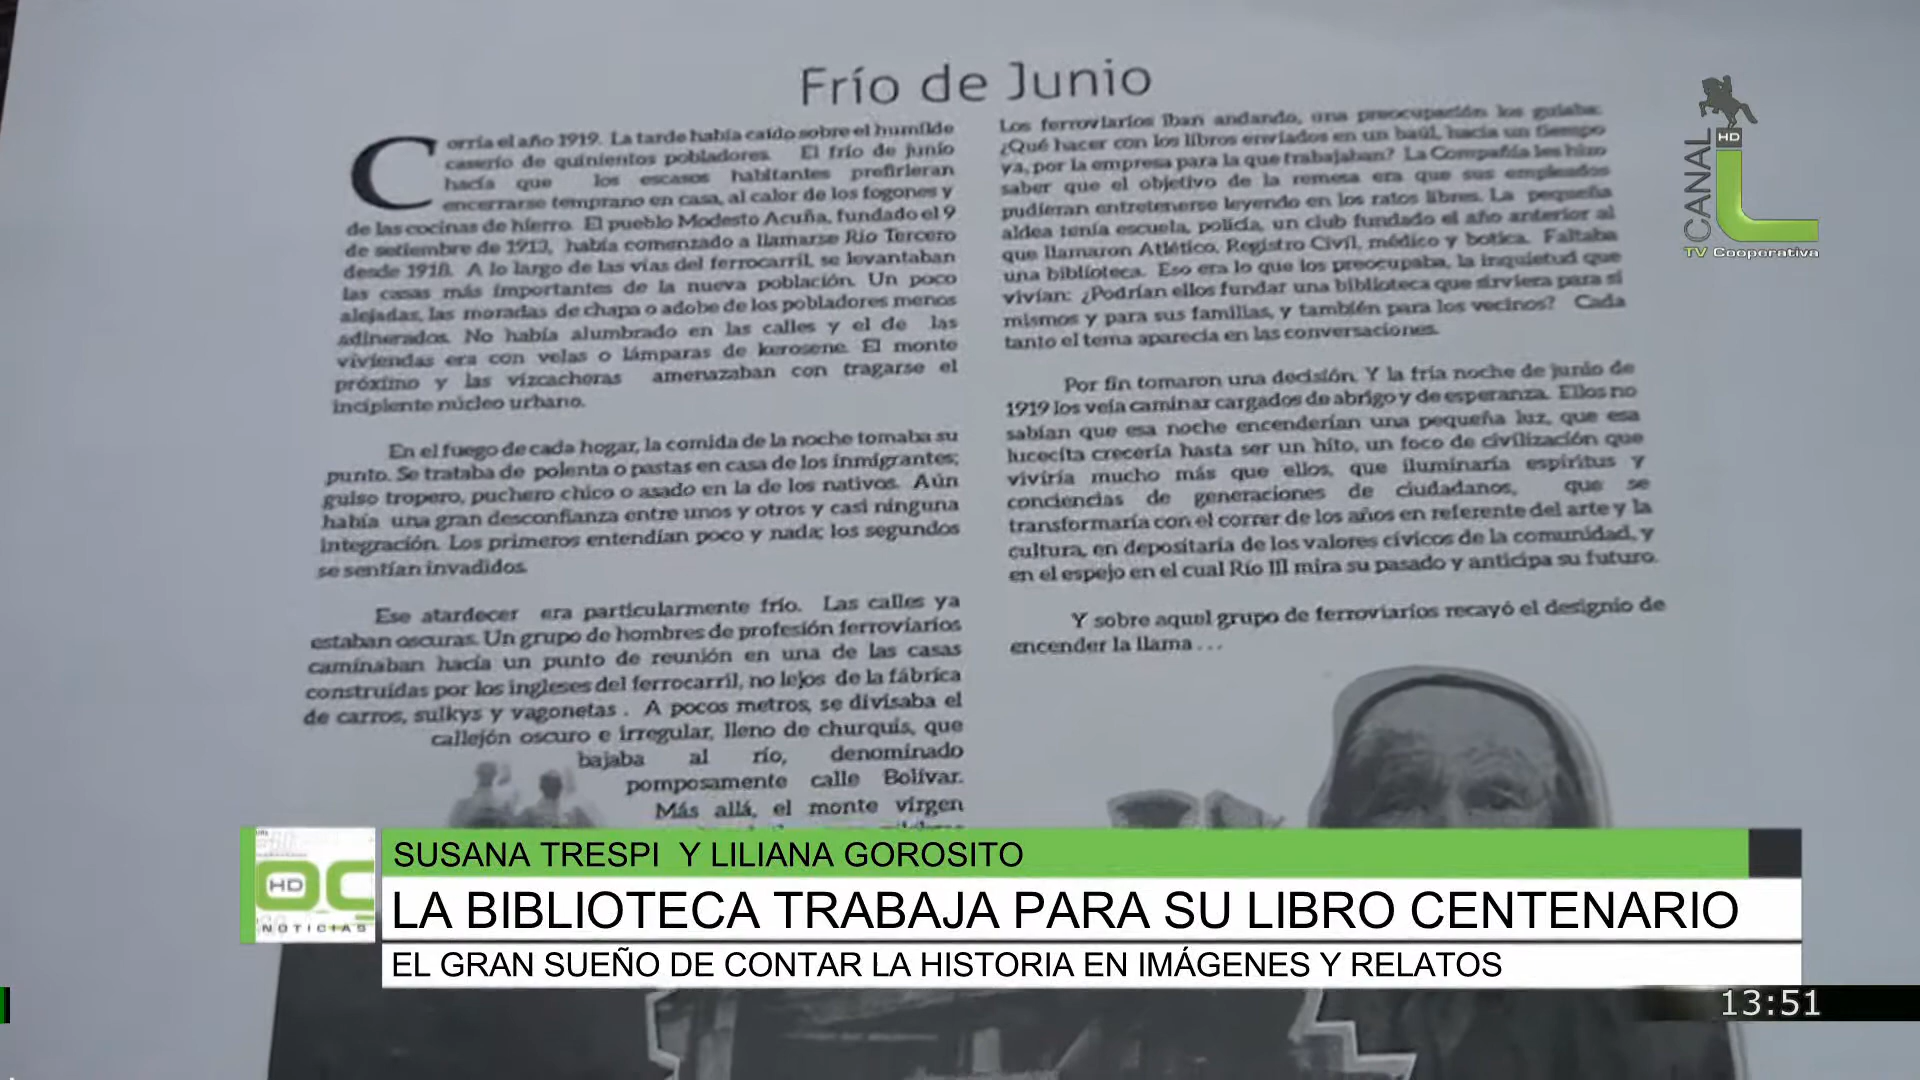 Frío de Junio
Corría el año 1919. La tarde había caído sobre el humilde
caserío de quinientos pobladores. El frío de junio
hacía que los escasos habitantes prefirieran
encerrarse temprano en casa, al calor de los fogones y
de las cocinas de hierro. El pueblo Modesto Acuña, fundado el 9
de setiembre de 1913, había comenzado a llamarse Río Tercero
desde 1918. A lo largo de las vías del ferrocarril, se levantaban
las casas más importantes de la nueva población. Un poco
alejadas, las moradas de chapa o adobe de los pobladores menos
adinerados. No había alumbrado en las calles y el de las
viviendas era con velas o lámparas de kerosene. El monte
próximo y las vizcacheras amenazaban con tragarse el
incipiente núcleo urbano.
En el fuego de cada hogar, la comida de la noche tomaba su
punto. Se trataba de polenta o pastas en casa de los inmigrantes;
guiso tropero, puchero chico o asado en la de los nativos. Aún
había una gran desconfianza entre unos y otros y casi ninguna
integración. Los primeros entendían poco y nada; los segundos
se sentían invadidos.
Ese atardecer era particularmente frío. Las calles ya
estaban oscuras. Un grupo de hombres de profesión ferroviarios
caminaban hacía un punto de reunión en una de las casas
construidas por los ingleses del ferrocarril, no lejos de la fábrica
de carros, sulkys y vagonetas . A pocos metros, se divisaba el
callejón oscuro e irregular, lleno de churquis, que
bajaba al río, denominado
pomposamente calle Bolívar.
Más allá, el monte virgen
Los ferroviarios iban andando, una preocupación los guiaba:
¿Qué hacer con los libros enviados en un baúl, hacía un tiempo
ya, por la empresa para la que trabajaban? La Compañía les hizo
saber que el objetivo de la remesa era que sus empleados
pudieran entretenerse leyendo en los ratos libres. La pequeña
aldea tenía escuela, policía, un club fundado el año anterior al
que llamaron Atlético, Registro Civil, médico y botica. Faltaba
una biblioteca. Eso era lo que los preocupaba, la inquietud que
vivían: ¿Podrían ellos fundar una biblioteca que sirviera para sí
mismos y para sus familias, y también para los vecinos? Cada
tanto el tema aparecía en las conversaciones.
Por fin tomaron una decisión. Y la fría noche de junio de
1919 los veía caminar cargados de abrigo y de esperanza. Ellos no
sabían que esa noche encenderían una pequeña luz, que esa
lucecita crecería hasta ser un hito, un foco de civilización que
viviría mucho más que ellos, que iluminaría espíritus y
conciencias de generaciones de ciudadanos, que se
transformaría con el correr de los años en referente del arte y la
cultura, en depositaria de los valores cívicos de la comunidad, y
en el espejo en el cual Río III mira su pasado y anticipa su futuro.
Y sobre aquel grupo de ferroviarios recayó el designio de
encender la llama . . .
CANAL
HD
L
TV Cooperativa
HD
NOTICIAS
SUSANA TRESPI Y LILIANA GOROSITO
LA BIBLIOTECA TRABAJA PARA SU LIBRO CENTENARIO
EL GRAN SUEÑO DE CONTAR LA HISTORIA EN IMÁGENES Y RELATOS
13:51